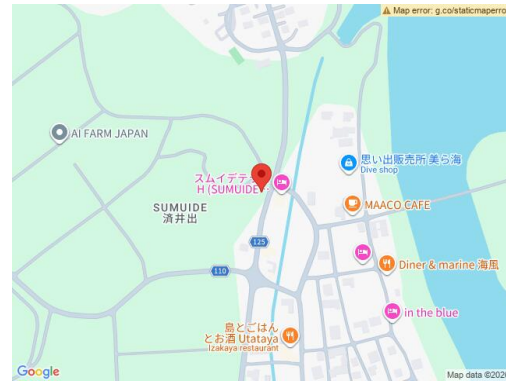 Map error: g.co/staticmaperro
AI FARM JAPAN
思い出販売所 美ら海
Dive shop
スムイデテ
H (SUMUIDE
MAACO CAFE
SUMUIDE
済井出
125
110
Diner & marine 海風
in the blue
島とごはん
とお酒 Utataya
Izakaya restaurant
Google
Map data ©202